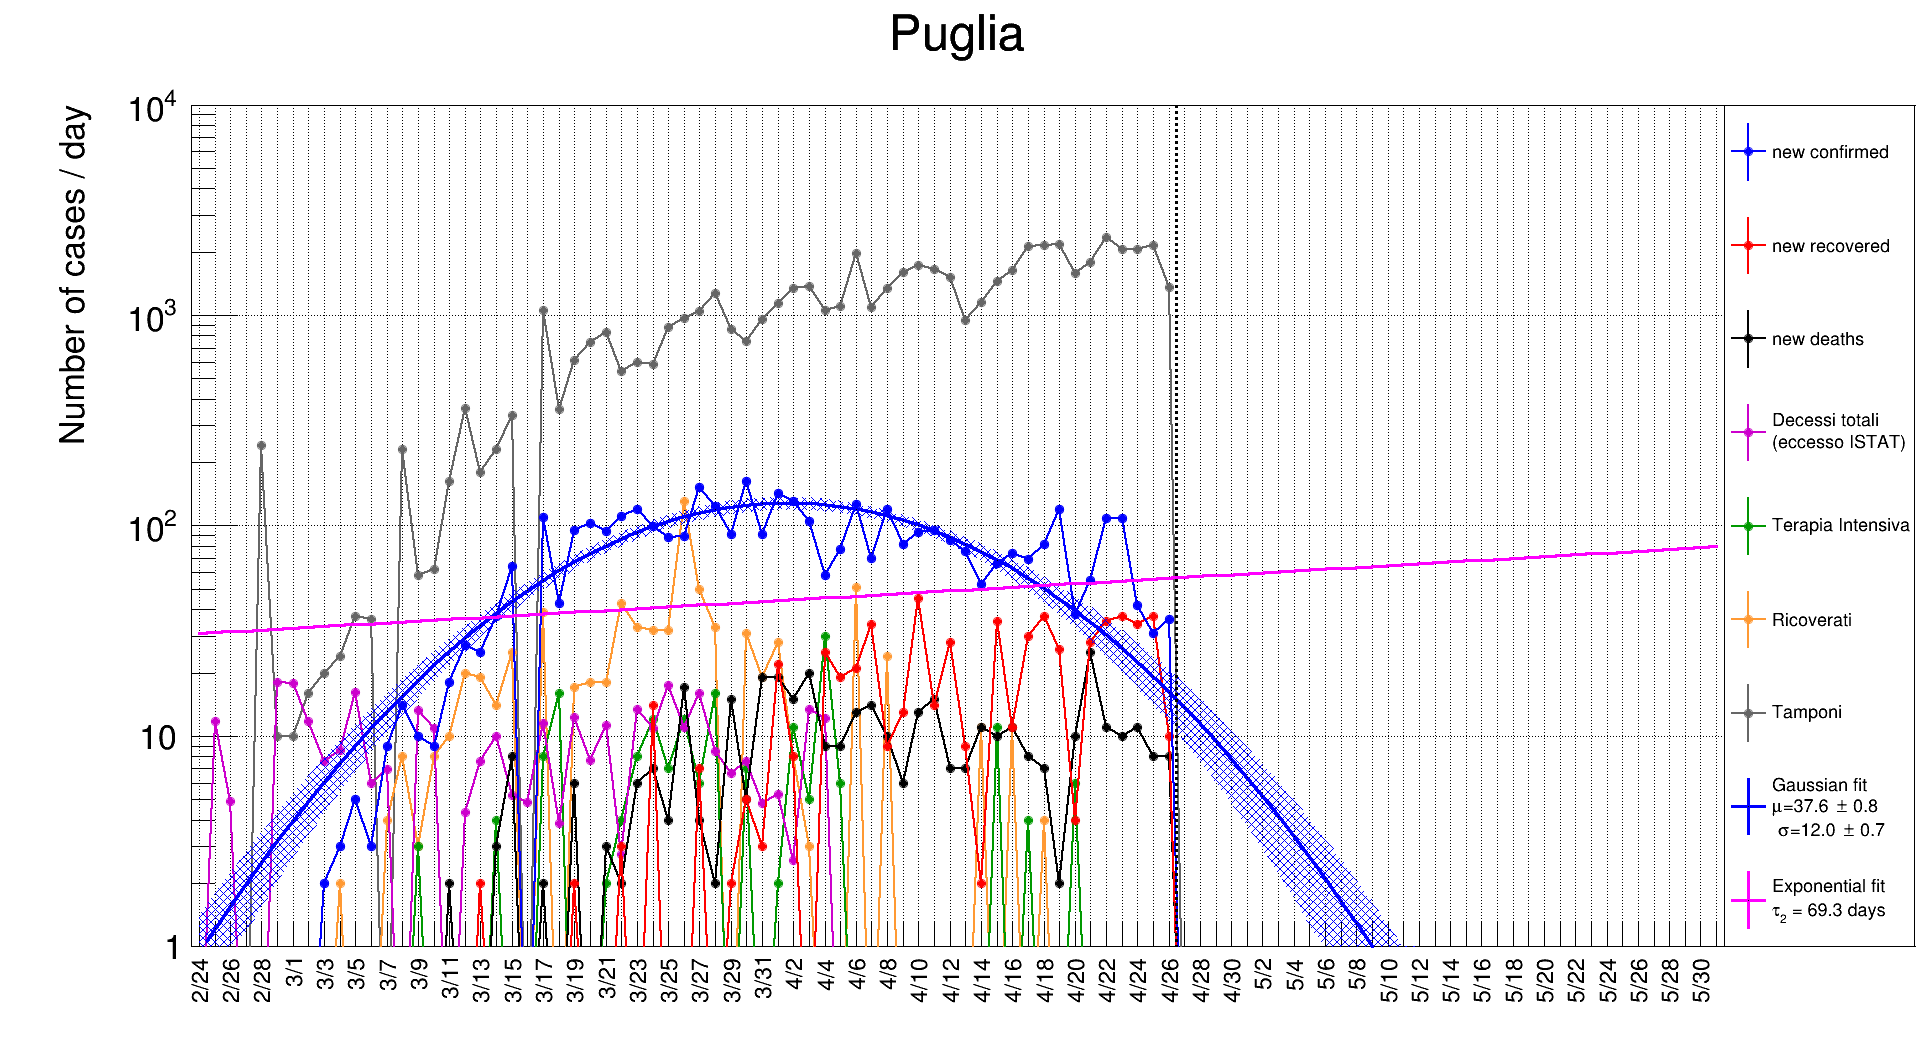 Puglia
Number of cases / day
10^4
10^3
10^2
10
1
2/24 2/26 2/28 3/1 3/3 3/5 3/7 3/9 3/11 3/13 3/15 3/17 3/19 3/21 3/23 3/25 3/27 3/29 3/31 4/2 4/4 4/6 4/8 4/10 4/12 4/14 4/16 4/18 4/20 4/22 4/24 4/26 4/28 4/30 5/2 5/4 5/6 5/8 5/10 5/12 5/14 5/16 5/18 5/20 5/22 5/24 5/26 5/28 5/30
new confirmed
new recovered
new deaths
Decessi totali
(eccesso ISTAT)
Terapia Intensiva
Ricoverati
Tamponi
Gaussian fit
μ=37.6 ± 0.8
σ=12.0 ± 0.7
Exponential fit
τ₂ = 69.3 days